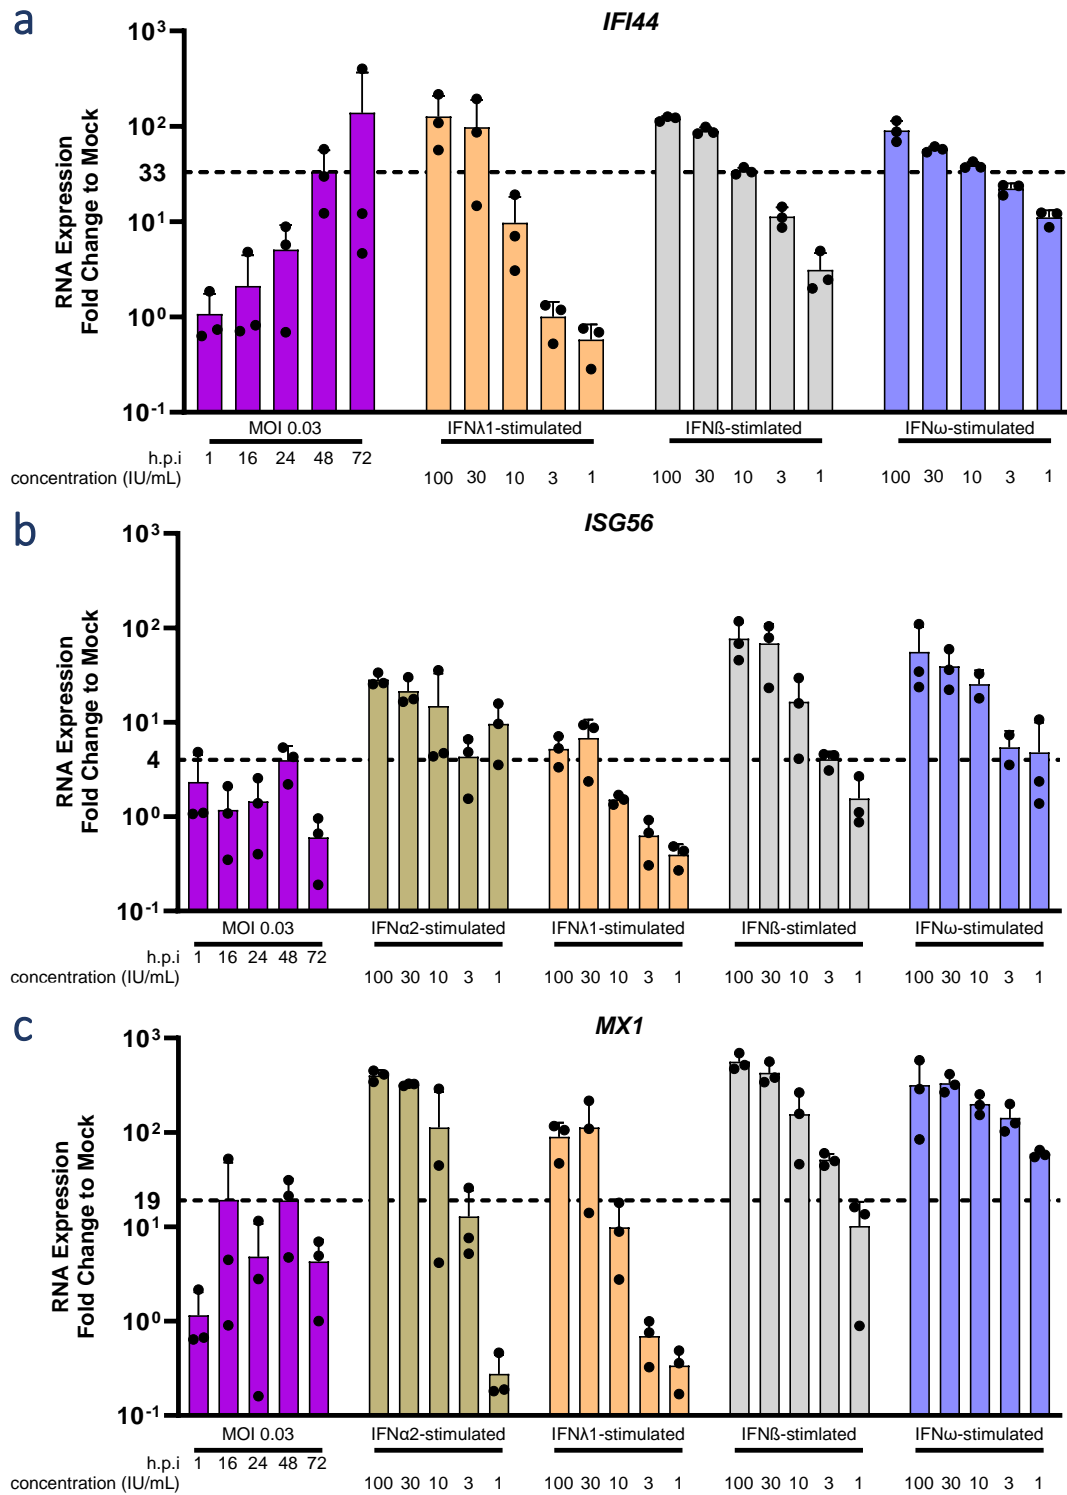 a
IFI44
RNA Expression
Fold Change to Mock
10³
10²
33
10¹
10⁰
10⁻¹
MOI 0.03 IFNλ1-stimulated IFNß-stimlated IFNω-stimulated
h.p.i 1 16 24 48 72
concentration (IU/mL) 100 30 10 3 1 100 30 10 3 1 100 30 10 3 1
b
ISG56
RNA Expression
Fold Change to Mock
10³
10²
10¹
4
10⁰
10⁻¹
MOI 0.03 IFNα2-stimulated IFNλ1-stimulated IFNß-stimulated IFNω-stimulated
h.p.i 1 16 24 48 72
concentration (IU/mL) 100 30 10 3 1 100 30 10 3 1 100 30 10 3 1 100 30 10 3 1
c
MX1
RNA Expression
Fold Change to Mock
10³
10²
19
10¹
10⁰
10⁻¹
MOI 0.03 IFNα2-stimulated IFNλ1-stimulated IFNß-stimulated IFNω-stimulated
h.p.i 1 16 24 48 72
concentration (IU/mL) 100 30 10 3 1 100 30 10 3 1 100 30 10 3 1 100 30 10 3 1